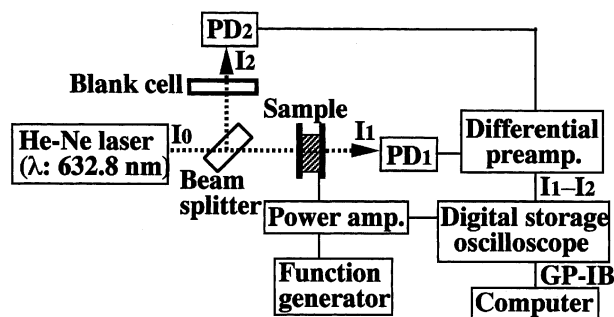 PD2
I2
Blank cell
Sample
He-Ne laser
(λ: 632.8 nm)
I0
I1
PD1
Differential
preamp.
Beam
splitter
I1–I2
Power amp.
Digital storage
oscilloscope
Function
generator
GP-IB
Computer